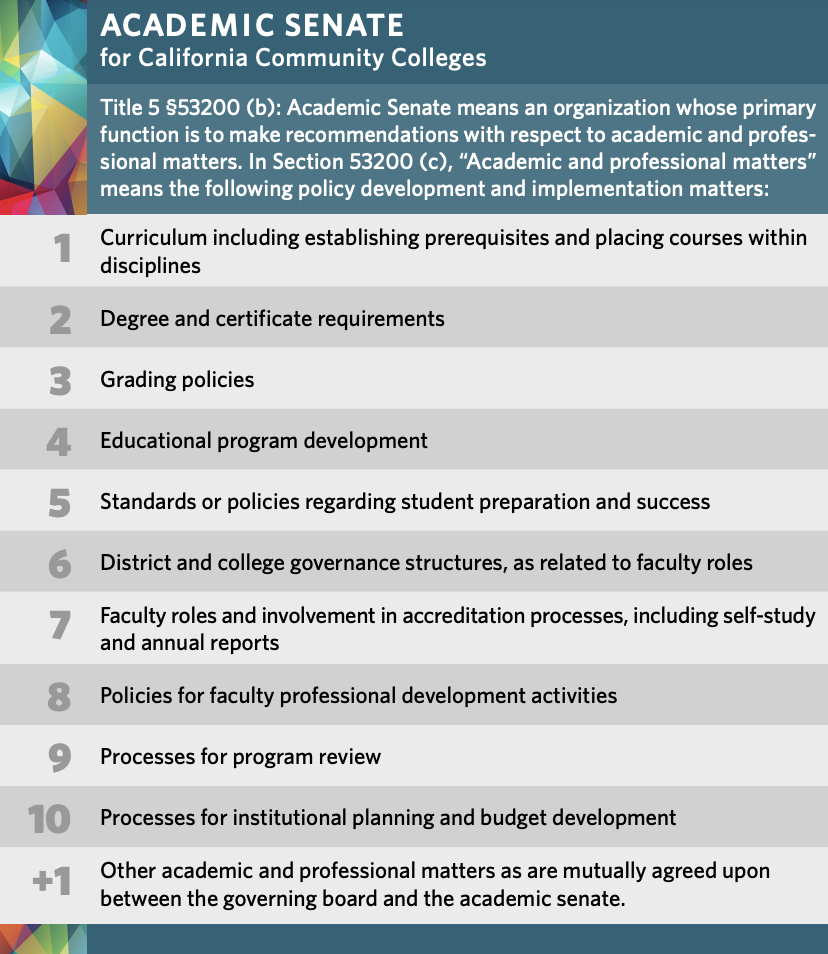 ACADEMIC SENATE
for California Community Colleges
Title 5 §53200 (b): Academic Senate means an organization whose primary
function is to make recommendations with respect to academic and profes-
sional matters. In Section 53200 (c), “Academic and professional matters”
means the following policy development and implementation matters:
1 Curriculum including establishing prerequisites and placing courses within
disciplines
2 Degree and certificate requirements
3 Grading policies
4 Educational program development
5 Standards or policies regarding student preparation and success
6 District and college governance structures, as related to faculty roles
7 Faculty roles and involvement in accreditation processes, including self-study
and annual reports
8 Policies for faculty professional development activities
9 Processes for program review
10 Processes for institutional planning and budget development
+1 Other academic and professional matters as are mutually agreed upon
between the governing board and the academic senate.